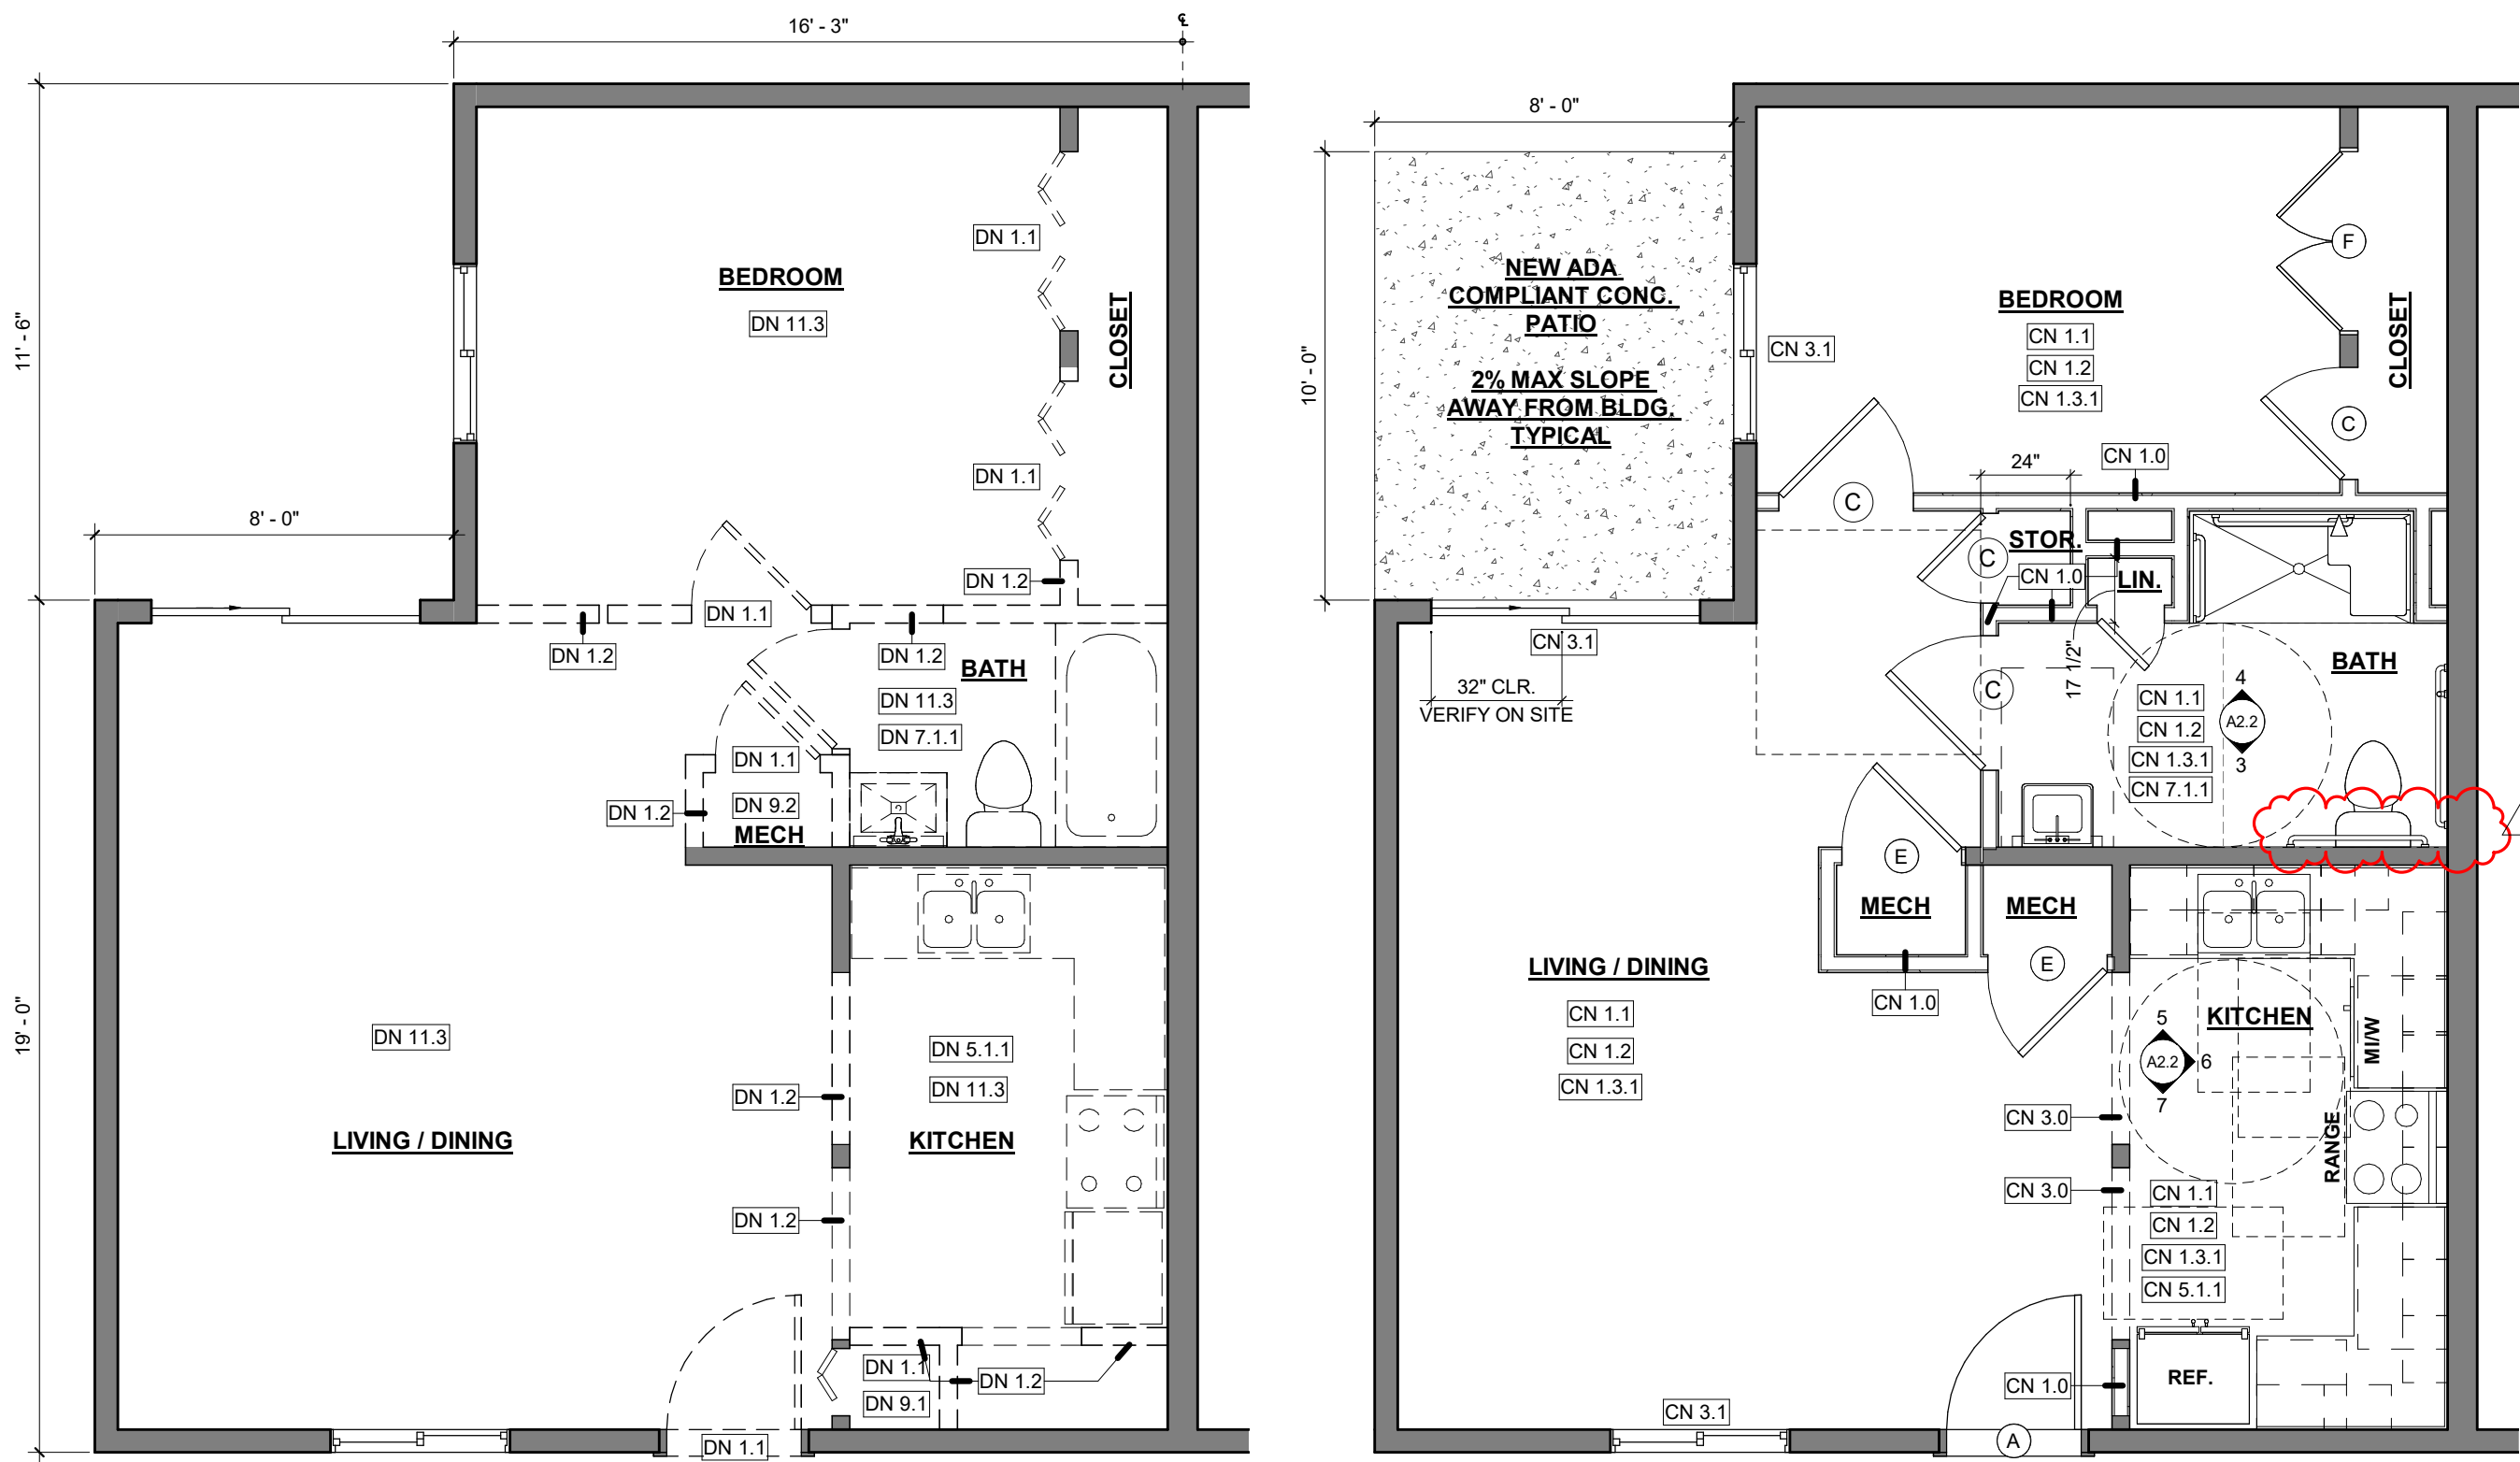 16' - 3"
℄
11' - 6"
8' - 0"
19' - 0"
BEDROOM
DN 11.3
DN 1.1
DN 1.1
CLOSET
DN 1.2
DN 1.1
DN 1.2
DN 1.2
BATH
DN 11.3
DN 7.1.1
DN 1.1
DN 9.2
MECH
DN 1.2
DN 11.3
LIVING / DINING
DN 1.2
DN 1.2
DN 5.1.1
DN 11.3
KITCHEN
DN 1.1
DN 9.1
DN 1.2
DN 1.1
8' - 0"
10' - 0"
NEW ADA
COMPLIANT CONC.
PATIO
2% MAX SLOPE
AWAY FROM BLDG.
TYPICAL
CN 3.1
BEDROOM
CN 1.1
CN 1.2
CN 1.3.1
F
CLOSET
C
CN 1.0
24"
C
STOR.
C
CN 1.0
LIN.
17 1/2"
CN 3.1
32" CLR.
VERIFY ON SITE
C
BATH
CN 1.1
CN 1.2
CN 1.3.1
CN 7.1.1
4
A2.2
3
E
MECH
MECH
E
CN 1.0
LIVING / DINING
CN 1.1
CN 1.2
CN 1.3.1
KITCHEN
5
A2.2
6
7
MI/W
RANGE
CN 3.0
CN 3.0
CN 1.1
CN 1.2
CN 1.3.1
CN 5.1.1
REF.
CN 1.0
CN 3.1
A